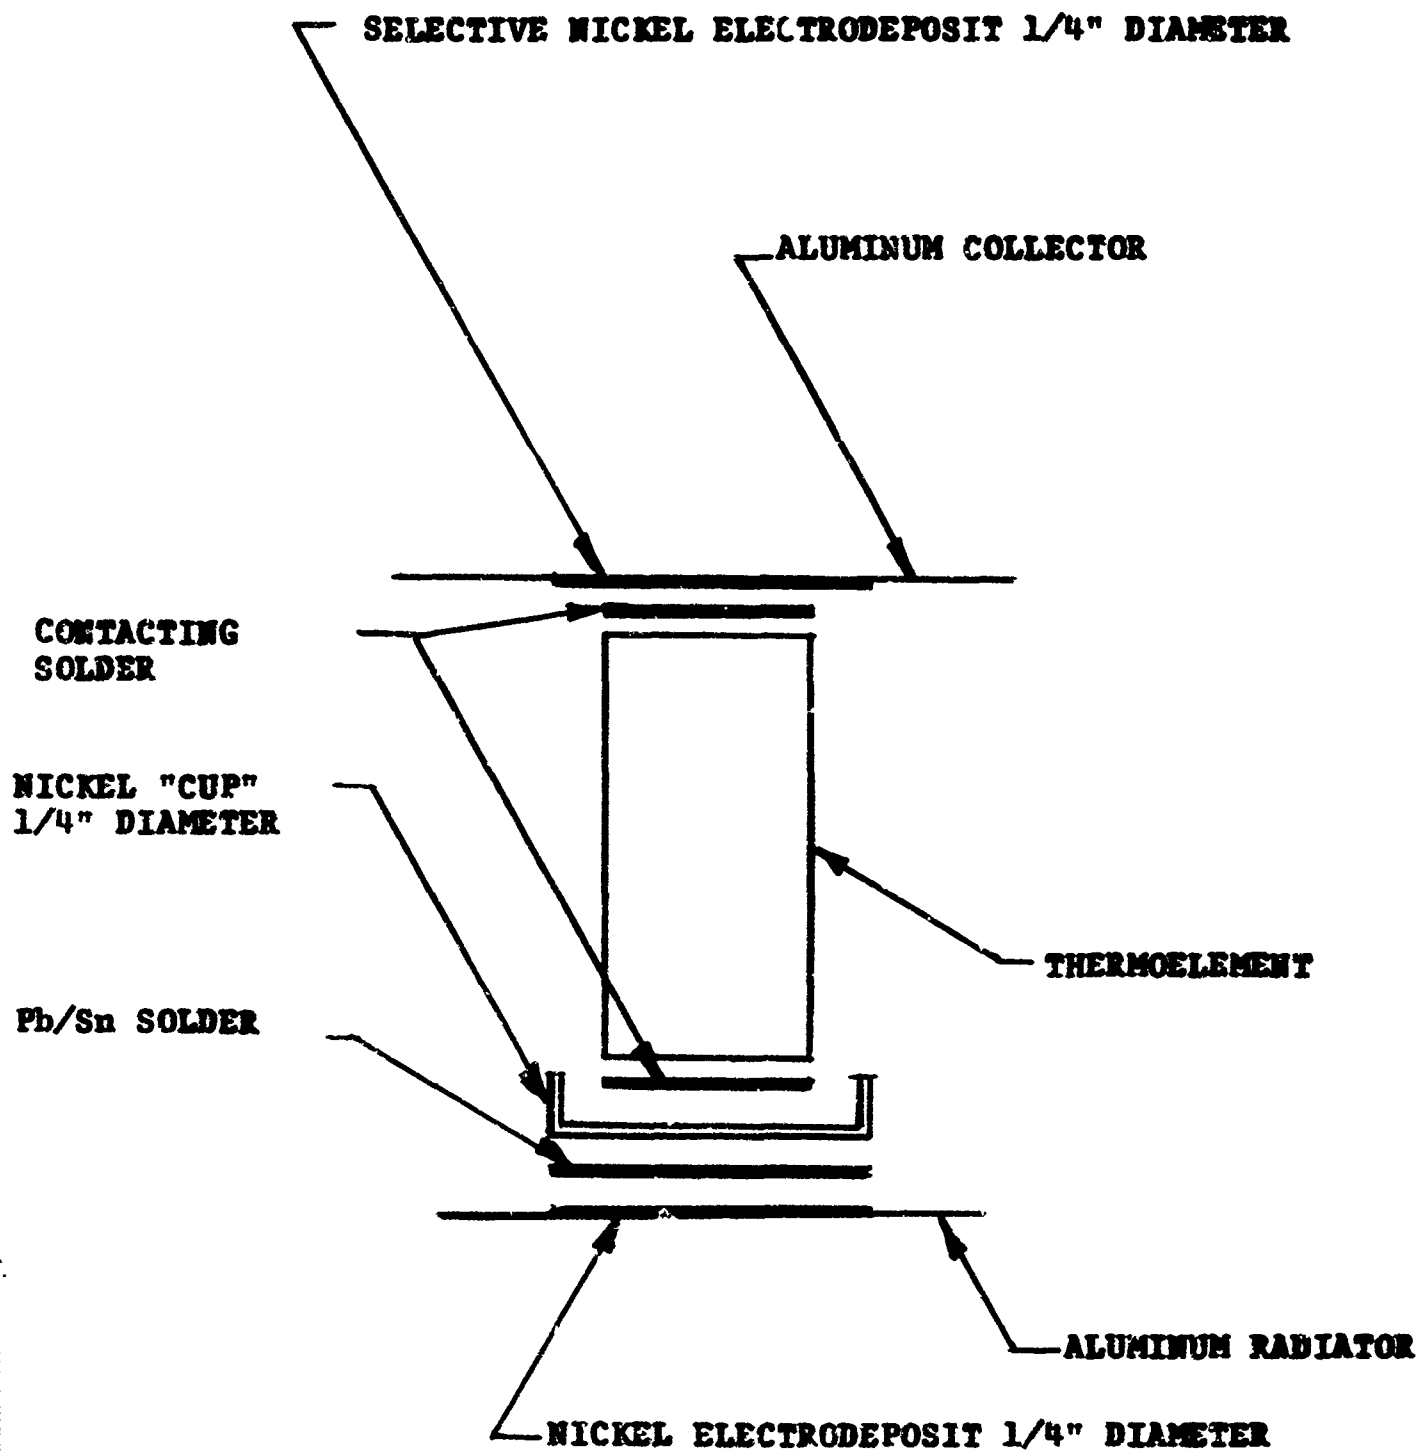 SELECTIVE NICKEL ELECTRODEPOSIT 1/4" DIAMETER
ALUMINUM COLLECTOR
CONTACTING
SOLDER
NICKEL "CUP"
1/4" DIAMETER
THERMOELEMENT
Pb/Sn SOLDER
ALUMINUM RADIATOR
NICKEL ELECTRODEPOSIT 1/4" DIAMETER